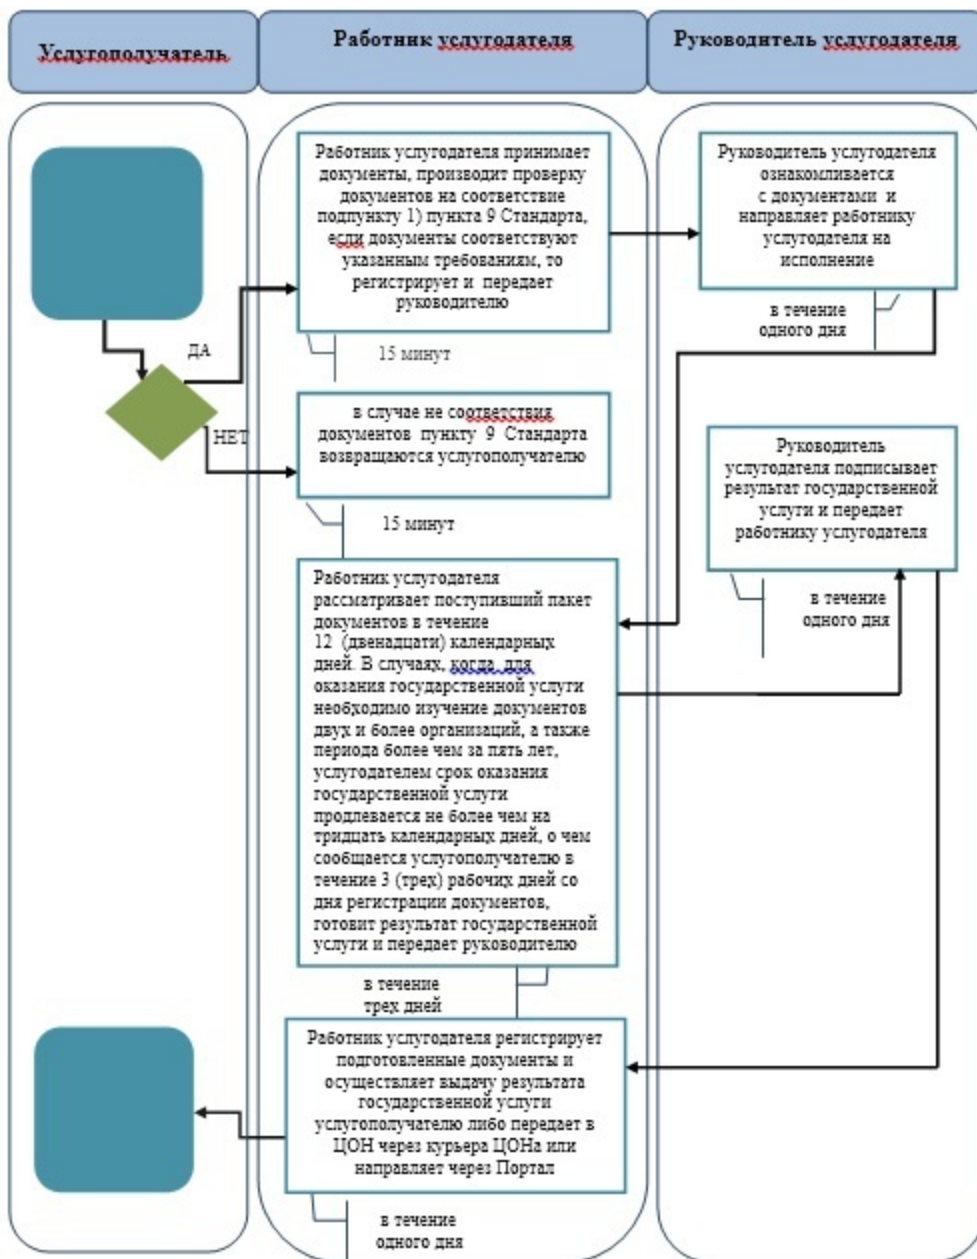 Услугополучатель
Работник услугодателя
Руководитель услугодателя
Работник услугодателя принимает
документы, производит проверку
документов на соответствие
подпункту 1) пункта 9 Стандарта,
если документы соответствуют
указанным требованиям, то
регистрирует и передает
руководителю
15 минут
Руководитель услугодателя
ознакомливается
с документами и
направляет работнику
услугодателя на
исполнение
в течение
одного дня
ДА
НЕТ
в случае не соответствия
документов пункту 9 Стандарта
возвращаются услугополучателю
15 минут
Руководитель
услугодателя подписывает
результат государственной
услуги и передает
работнику услугодателя
в течение
одного дня
Работник услугодателя
рассматривает поступивший пакет
документов в течение
12 (двенадцати) календарных
дней. В случаях, когда для
оказания государственной услуги
необходимо изучение документов
двух и более организаций, а также
периода более чем за пять лет,
услугодателем срок оказания
государственной услуги
продлевается не более чем на
тридцать календарных дней, о чем
сообщается услугополучателю в
течение 3 (трех) рабочих дней со
дня регистрации документов,
готовит результат государственной
услуги и передает руководителю
в течение
трех дней
Работник услугодателя регистрирует
подготовленные документы и
осуществляет выдачу результата
государственной услуги
услугополучателю либо передает в
ЦОН через курьера ЦОНа или
направляет через Портал
в течение
одного дня